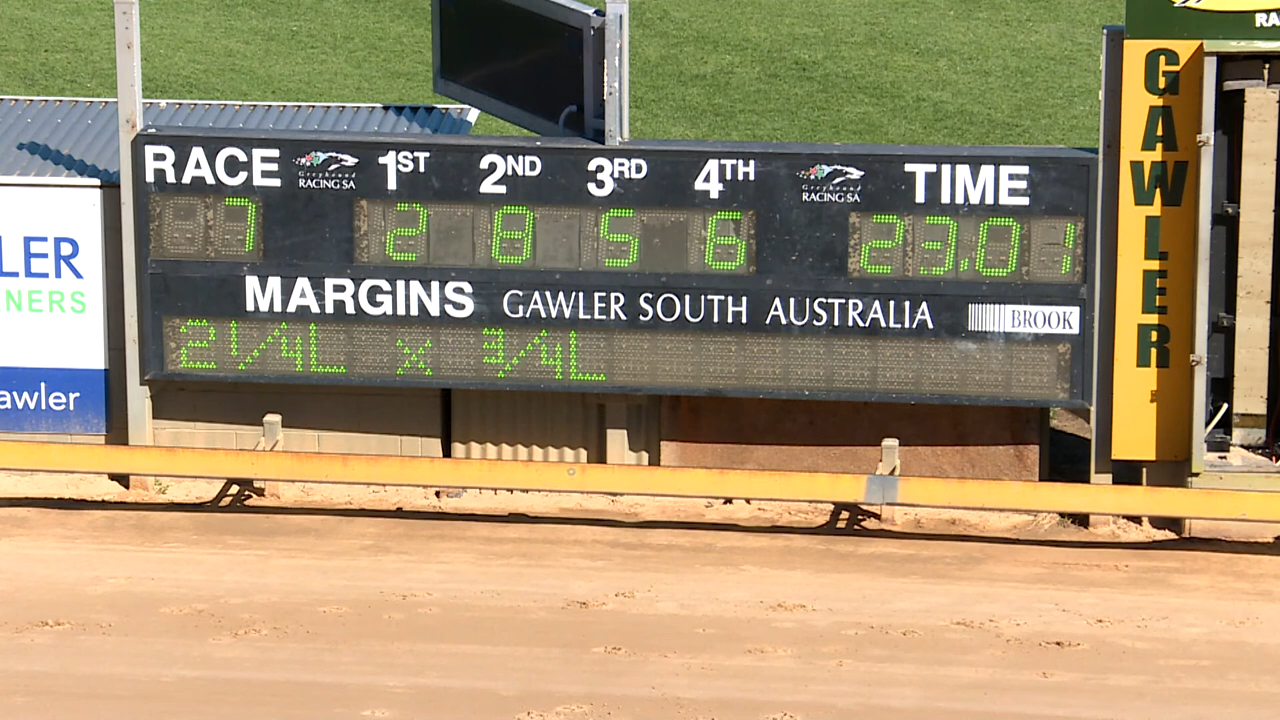 RA
GAWLER
RACE Greyhound RACING SA 1ST 2ND 3RD 4TH Greyhound RACING SA TIME
7 2 8 5 6 23.01
MARGINS GAWLER SOUTH AUSTRALIA BROOK
2 1/4L x 3/4L
LER
NERS
awler